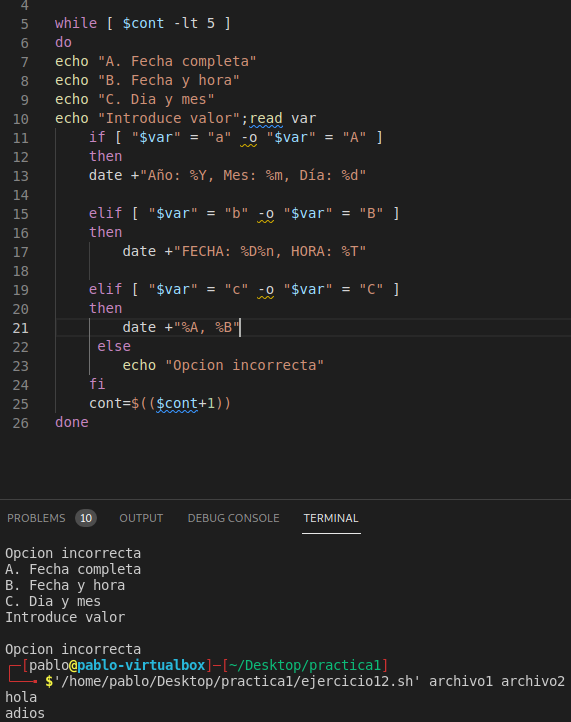 4
5 while [ $cont -lt 5 ]
6 do
7 echo "A. Fecha completa"
8 echo "B. Fecha y hora"
9 echo "C. Dia y mes"
10 echo "Introduce valor";read var
11 if [ "$var" = "a" -o "$var" = "A" ]
12 then
13 date +"Año: %Y, Mes: %m, Día: %d"
14
15 elif [ "$var" = "b" -o "$var" = "B" ]
16 then
17 date +"FECHA: %D%n, HORA: %T"
18
19 elif [ "$var" = "c" -o "$var" = "C" ]
20 then
21 date +"%A, %B"
22 else
23 echo "Opcion incorrecta"
24 fi
25 cont=$(($cont+1))
26 done
PROBLEMS 10 OUTPUT DEBUG CONSOLE TERMINAL
Opcion incorrecta
A. Fecha completa
B. Fecha y hora
C. Dia y mes
Introduce valor
Opcion incorrecta
┌─[pablo@pablo-virtualbox]─[~/Desktop/practica1]
└──╼ $'/home/pablo/Desktop/practica1/ejercicio12.sh' archivo1 archivo2
hola
adios